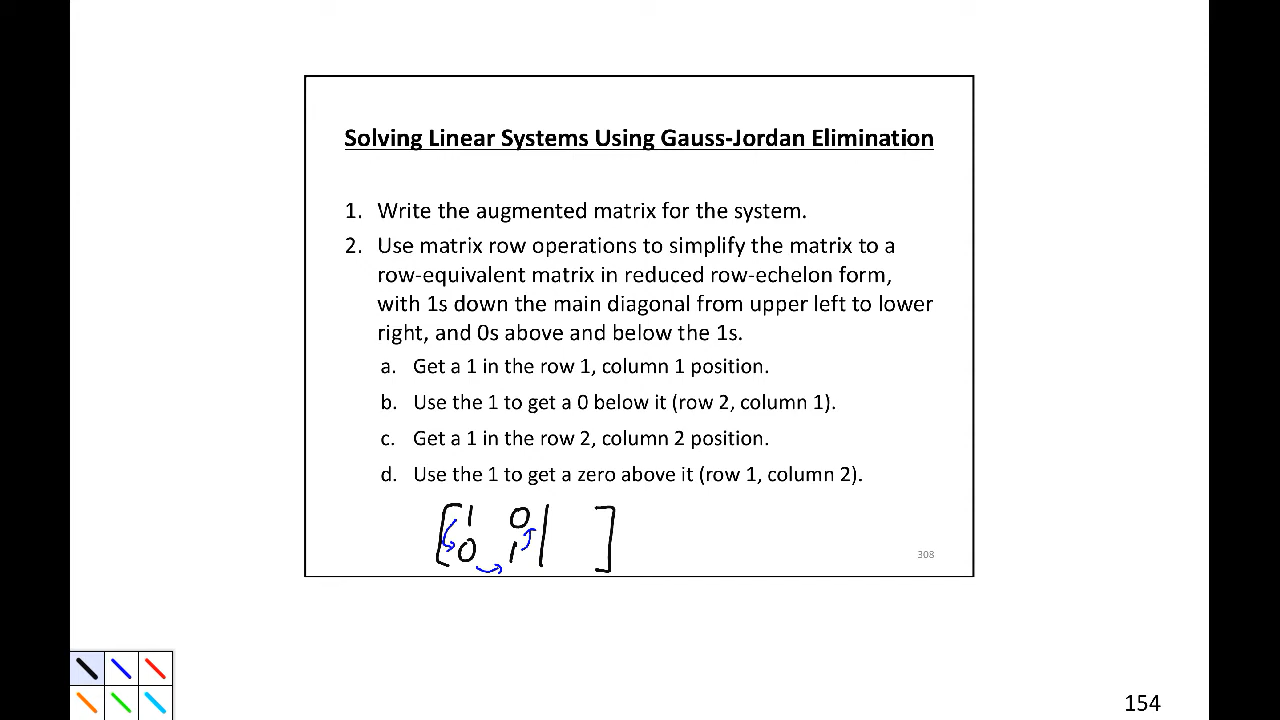 Solving Linear Systems Using Gauss-Jordan Elimination
1. Write the augmented matrix for the system.
2. Use matrix row operations to simplify the matrix to a
row-equivalent matrix in reduced row-echelon form,
with 1s down the main diagonal from upper left to lower
right, and 0s above and below the 1s.
a. Get a 1 in the row 1, column 1 position.
b. Use the 1 to get a 0 below it (row 2, column 1).
c. Get a 1 in the row 2, column 2 position.
d. Use the 1 to get a zero above it (row 1, column 2).
[1 0 | ]
[0 1 | ]
308
154